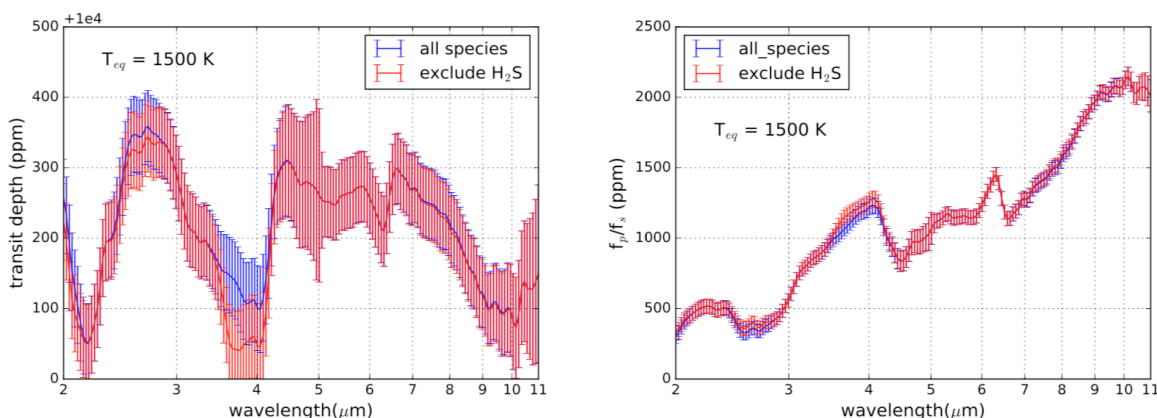 +1e4
500
400
300
200
100
0
transit depth (ppm)
T_eq = 1500 K
all species
exclude H₂S
2 3 4 5 6 7 8 9 10 11
wavelength(μm)
2500
2000
1500
1000
500
0
f_p/f_s (ppm)
all_species
exclude H₂S
T_eq = 1500 K
2 3 4 5 6 7 8 9 10 11
wavelength(μm)